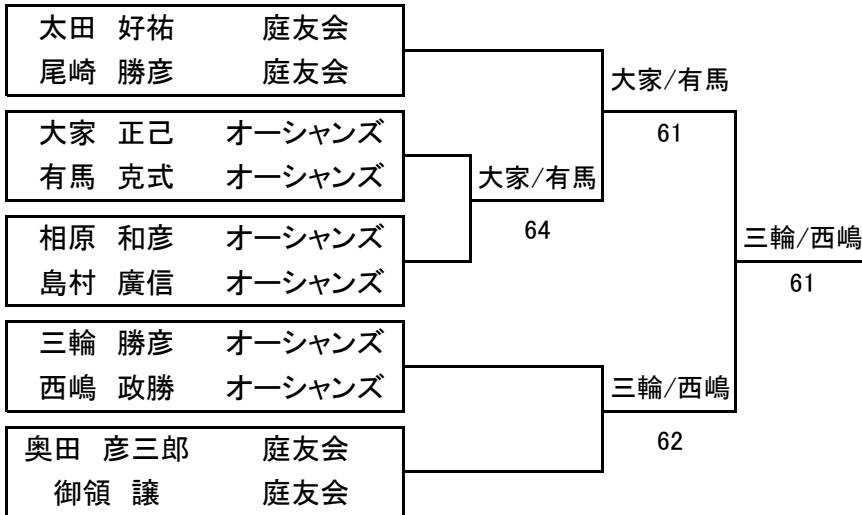 太田 好祐 庭友会
尾崎 勝彦 庭友会
大家/有馬
大家 正己 オーシャンズ
61
有馬 克式 オーシャンズ
大家/有馬
相原 和彦 オーシャンズ
64
三輪/西嶋
島村 廣信 オーシャンズ
61
三輪 勝彦 オーシャンズ
西嶋 政勝 オーシャンズ
三輪/西嶋
奥田 彦三郎 庭友会
62
御領 譲 庭友会